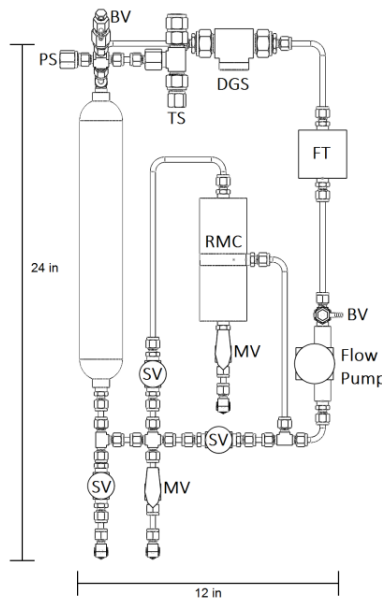 BV
PS
TS
DGS
FT
24 in
RMC
BV
MV
Flow
Pump
SV
SV
SV
MV
12 in